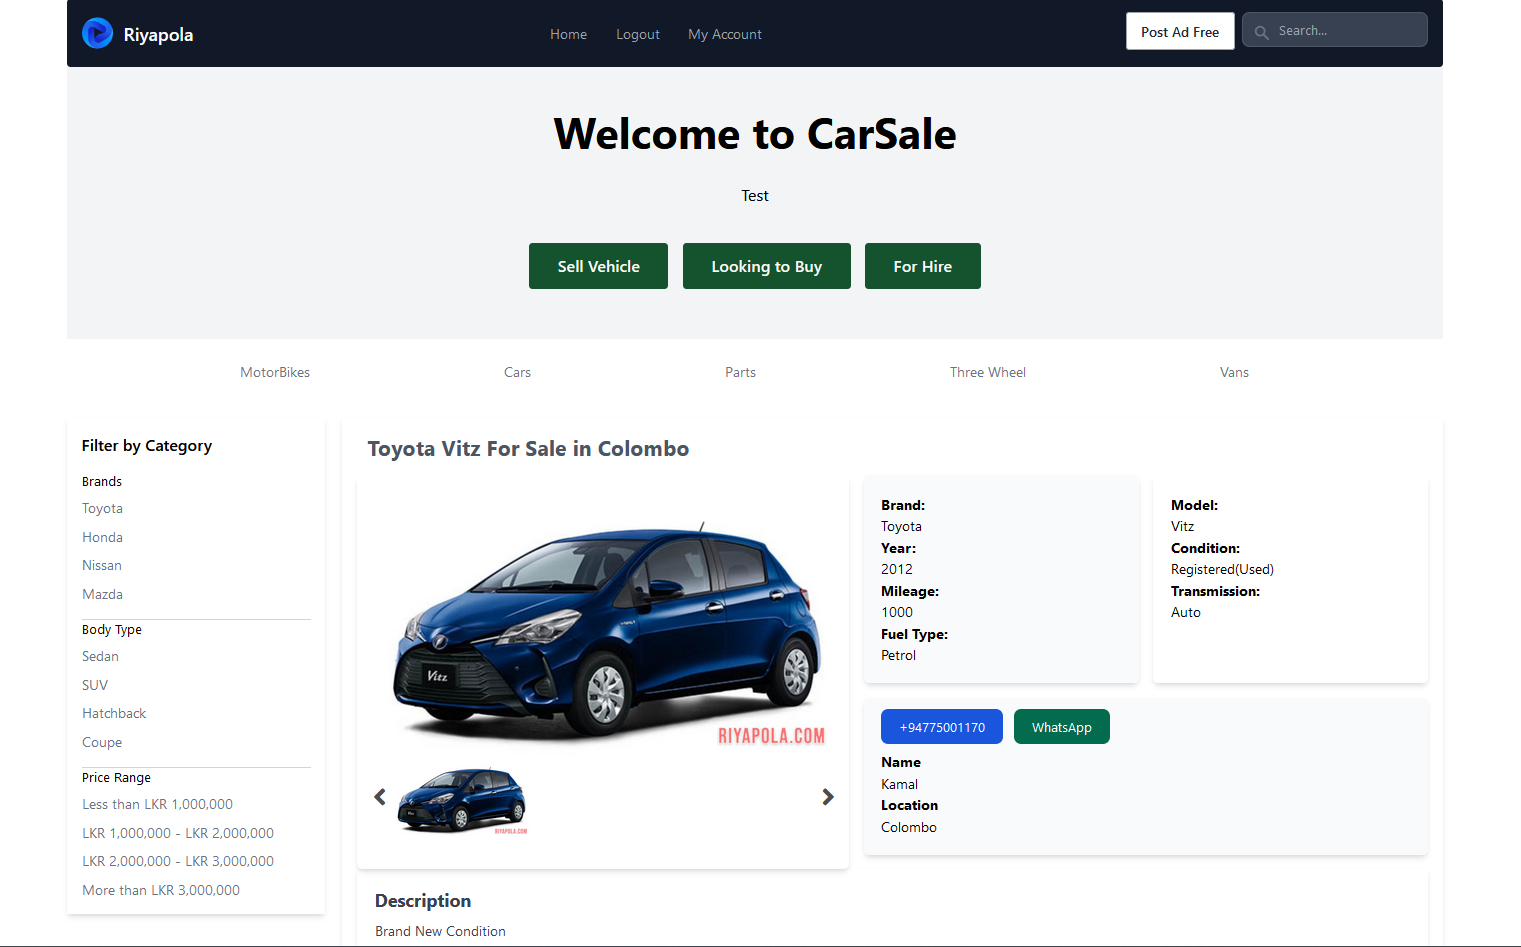 Riyapola
Home
Logout
My Account
Post Ad Free
Search...
Welcome to CarSale
Test
Sell Vehicle
Looking to Buy
For Hire
MotorBikes
Cars
Parts
Three Wheel
Vans
Filter by Category
Brands
Toyota
Honda
Nissan
Mazda
Body Type
Sedan
SUV
Hatchback
Coupe
Price Range
Less than LKR 1,000,000
LKR 1,000,000 - LKR 2,000,000
LKR 2,000,000 - LKR 3,000,000
More than LKR 3,000,000
Toyota Vitz For Sale in Colombo
Vitz
RIYAPOLA.COM
Vitz
RIYAPOLA.COM
Brand:
Toyota
Year:
2012
Mileage:
1000
Fuel Type:
Petrol
Model:
Vitz
Condition:
Registered(Used)
Transmission:
Auto
+94775001170
WhatsApp
Name
Kamal
Location
Colombo
Description
Brand New Condition